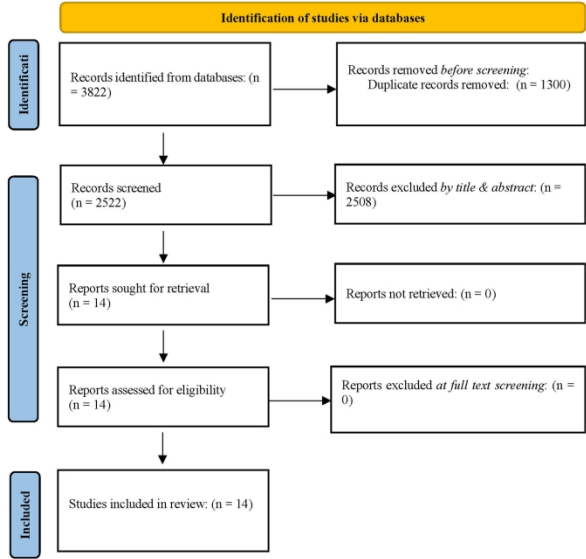 Identification of studies via databases
Identificati
Records identified from databases: (n
= 3822)
Records removed before screening:
Duplicate records removed: (n = 1300)
Screening
Records screened
(n = 2522)
Records excluded by title & abstract: (n =
2508)
Reports sought for retrieval
(n = 14)
Reports not retrieved: (n = 0)
Reports assessed for eligibility
(n = 14)
Reports excluded at full text screening: (n =
0)
Included
Studies included in review: (n = 14)